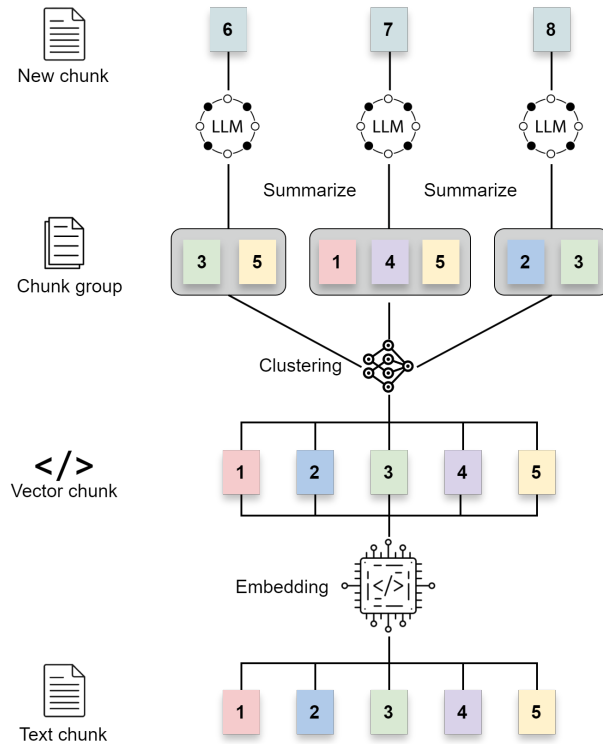 6 7 8
New chunk
LLM LLM LLM
Summarize Summarize
3 5 1 4 5 2 3
Chunk group
Clustering
</>
1 2 3 4 5
Vector chunk
</>
Embedding
1 2 3 4 5
Text chunk